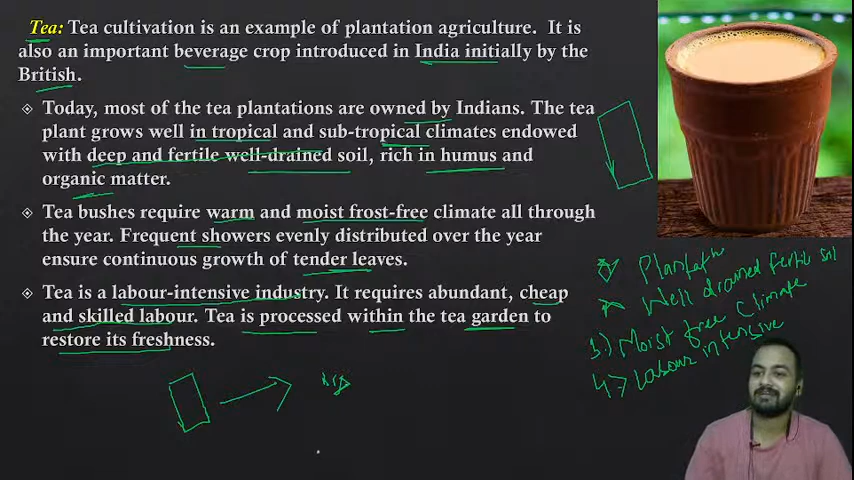 Tea: Tea cultivation is an example of plantation agriculture. It is
also an important beverage crop introduced in India initially by the
British.
❖ Today, most of the tea plantations are owned by Indians. The tea
plant grows well in tropical and sub-tropical climates endowed
with deep and fertile well-drained soil, rich in humus and
organic matter.
❖ Tea bushes require warm and moist frost-free climate all through
the year. Frequent showers evenly distributed over the year
ensure continuous growth of tender leaves.
❖ Tea is a labour-intensive industry. It requires abundant, cheap
and skilled labour. Tea is processed within the tea garden to
restore its freshness.
Well drained fertile soil
3.) Moist free Climate
4.) Labour intensive